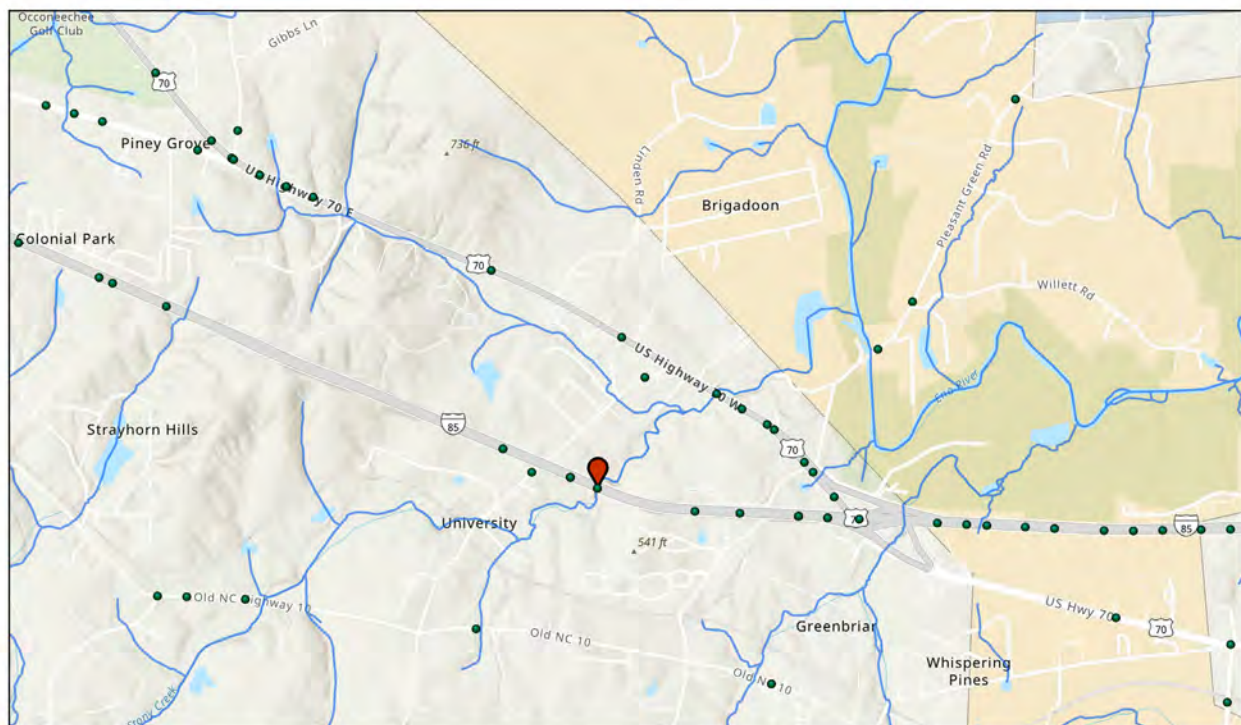 Occoneechee
Golf Club
Gibbs Ln
70
Piney Grove
736 ft
US Highway 70 E
Linden Rd
Brigadoon
Pleasant Green Rd
Colonial Park
70
Willett Rd
US Highway 70 W
Eno River
Strayhorn Hills
85
70
University
70
85
541 ft
Old NC Highway 10
Old NC 10
Greenbriar
US Hwy 70
70
Whispering
Pines
Old NC 10
Stony Creek